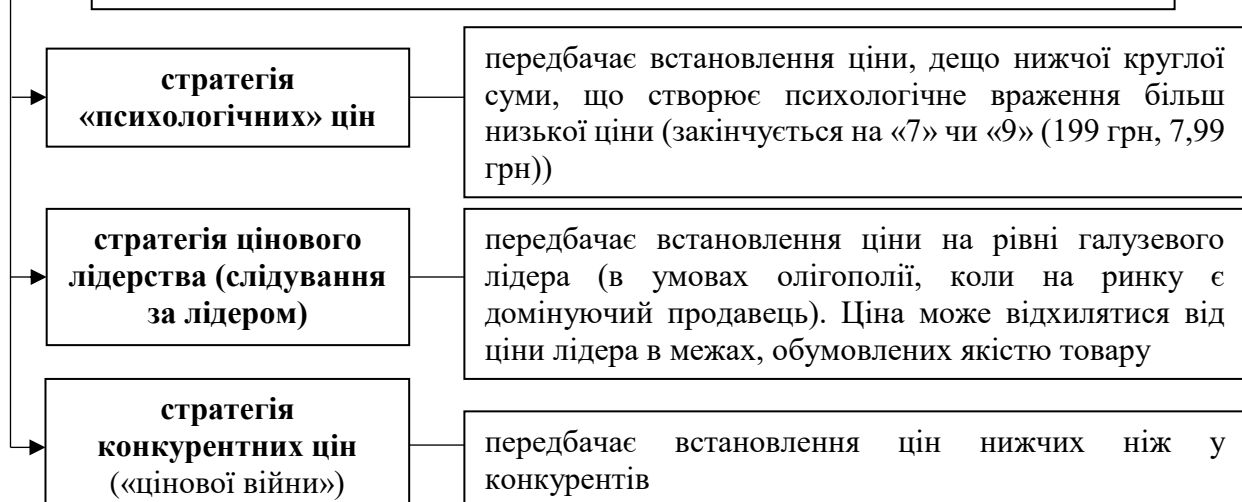 стратегія
«психологічних» цін
передбачає встановлення ціни, дещо нижчої круглої
суми, що створює психологічне враження більш
низької ціни (закінчується на «7» чи «9» (199 грн, 7,99
грн))
стратегія цінового
лідерства (слідування
за лідером)
передбачає встановлення ціни на рівні галузевого
лідера (в умовах олігополії, коли на ринку є
домінуючий продавець). Ціна може відхилятися від
ціни лідера в межах, обумовлених якістю товару
стратегія
конкурентних цін
(«цінової війни»)
передбачає встановлення цін нижчих ніж у
конкурентів